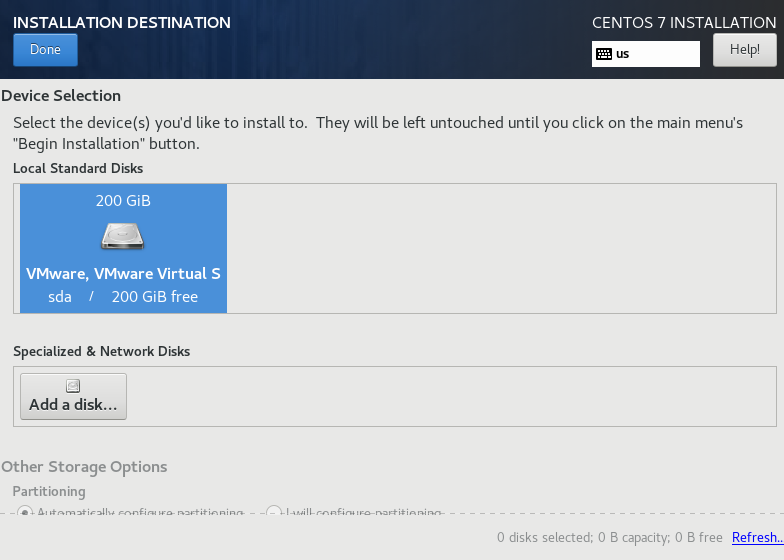 INSTALLATION DESTINATION
CENTOS 7 INSTALLATION
Done
us
Help!
Device Selection
Select the device(s) you'd like to install to.  They will be left untouched until you click on the main menu's
"Begin Installation" button.
Local Standard Disks
200 GiB
VMware, VMware Virtual S
sda / 200 GiB free
Specialized & Network Disks
Add a disk...
Other Storage Options
Partitioning
Automatically configure partitioning. I will configure partitioning.
0 disks selected; 0 B capacity; 0 B free Refresh...